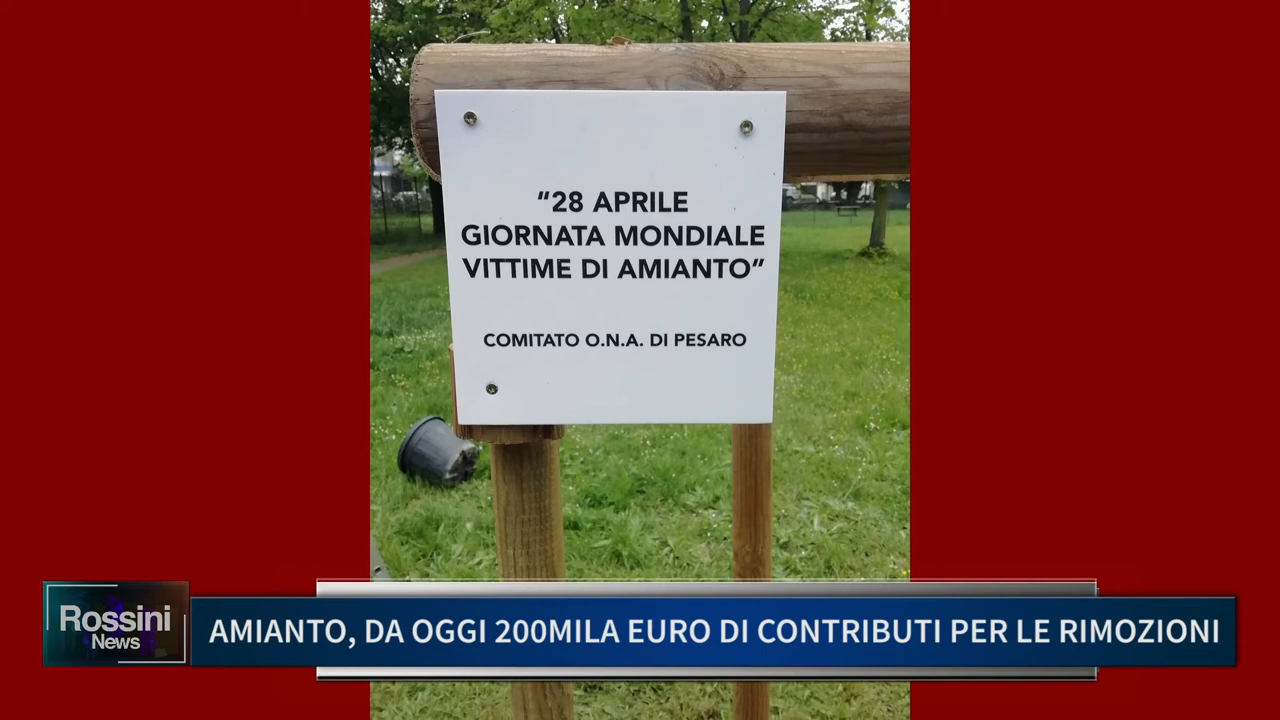 “28 APRILE
GIORNATA MONDIALE
VITTIME DI AMIANTO”
COMITATO O.N.A. DI PESARO
Rossini
News
AMIANTO, DA OGGI 200MILA EURO DI CONTRIBUTI PER LE RIMOZIONI